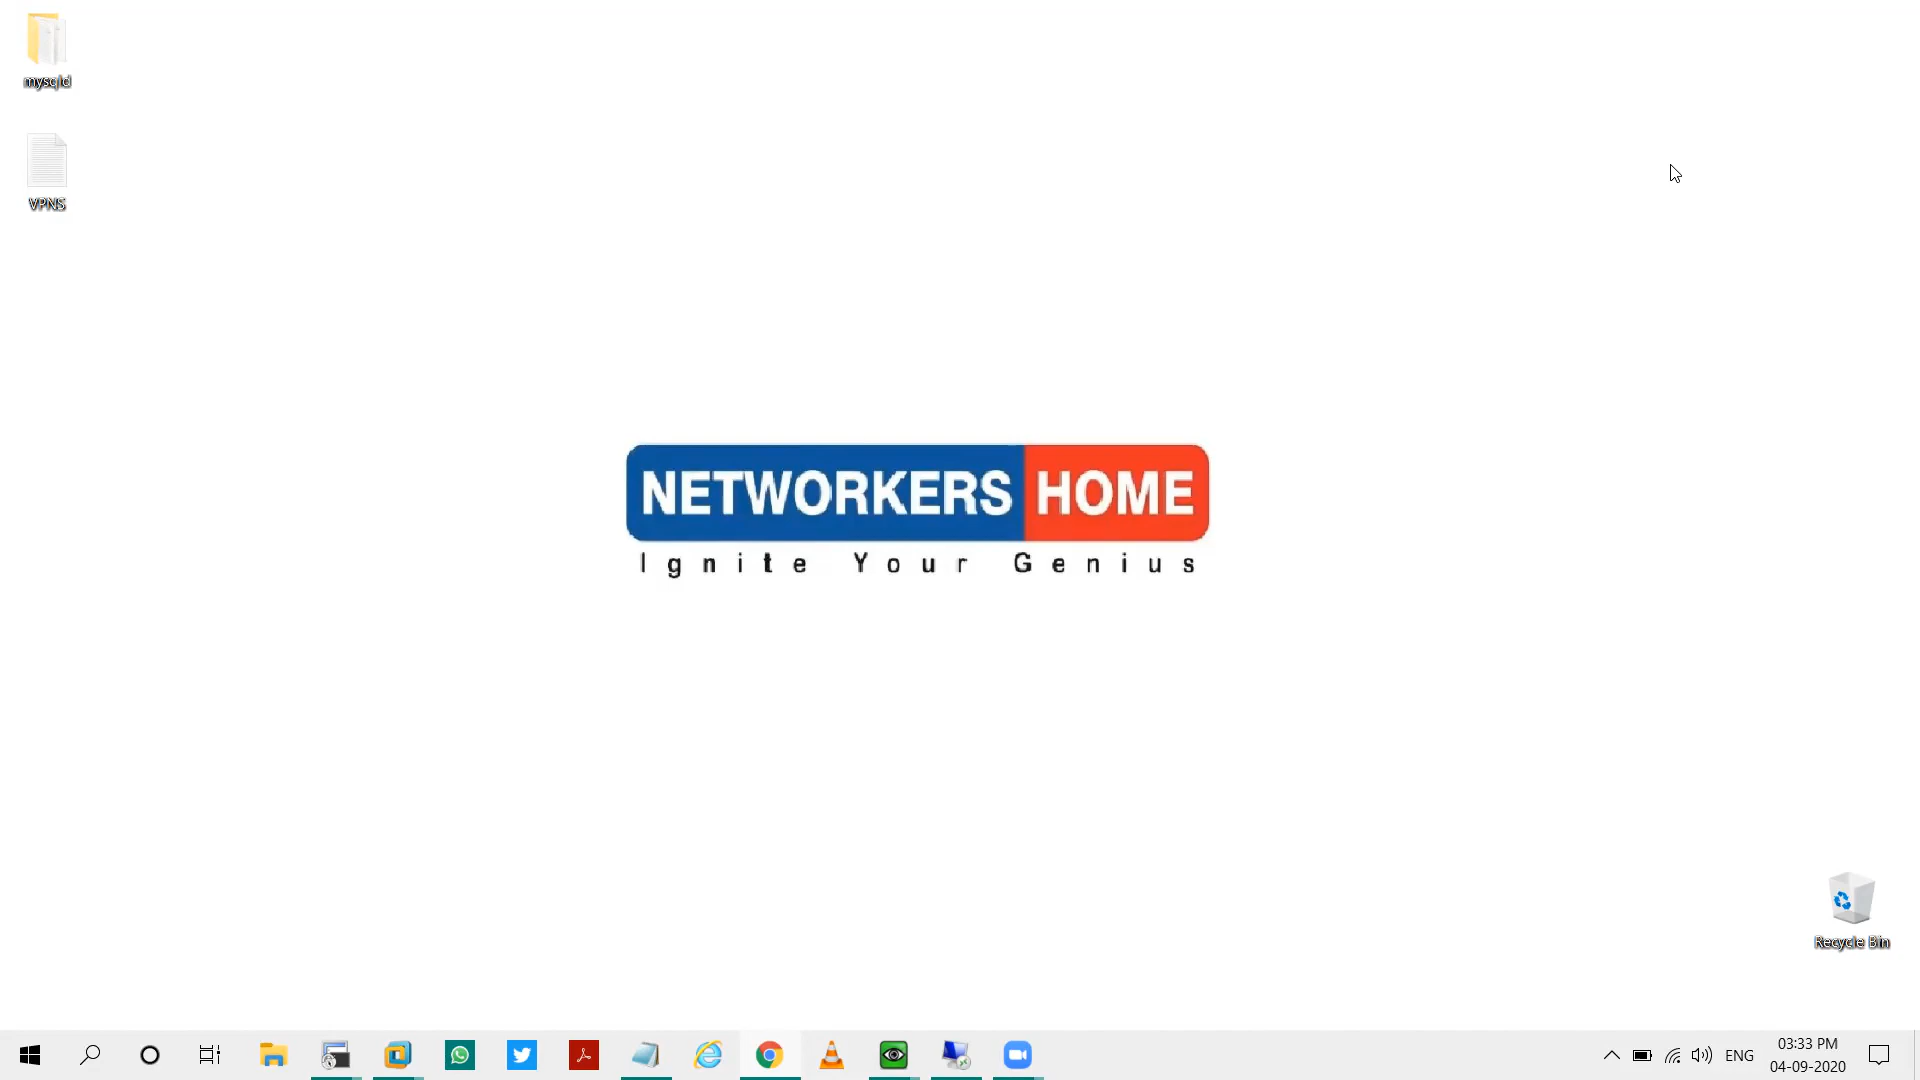 mysqld
VPNS
NETWORKERS HOME
Ignite Your Genius
Recycle Bin
ENG
03:33 PM
04-09-2020